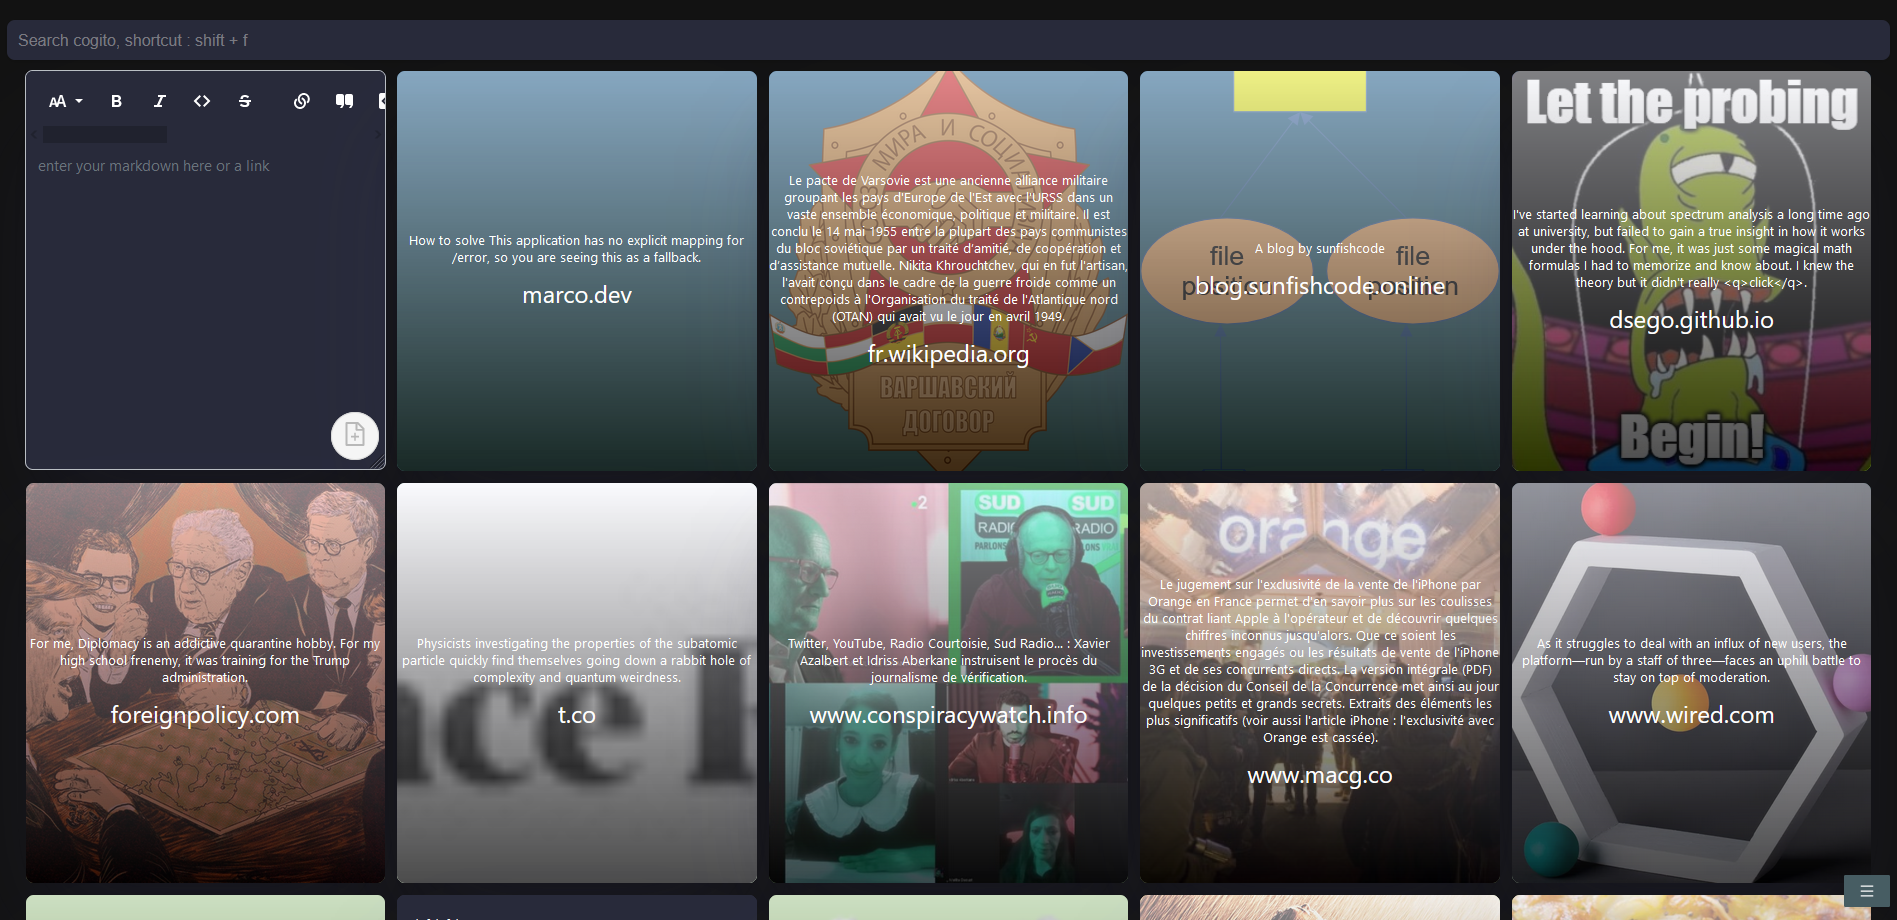 Search cogito, shortcut : shift + f
AA
B
I
S
enter your markdown here or a link
How to solve This application has no explicit mapping for
/error, so you are seeing this as a fallback.
marco.dev
СОЮЗ МИРА И СОЦИАЛИЗМА
Le pacte de Varsovie est une ancienne alliance militaire
groupant les pays d'Europe de l'Est avec l'URSS dans un
vaste ensemble économique, politique et militaire. Il est
conclu le 14 mai 1955 entre la plupart des pays communistes
du bloc soviétique par un traité d'amitié, de coopération et
d'assistance mutuelle. Nikita Khrouchtchev, qui en fut l'artisan,
l'avait conçu dans le cadre de la guerre froide comme un
contrepoids à l'Organisation du traité de l'Atlantique nord
(OTAN) qui avait vu le jour en avril 1949.
fr.wikipedia.org
ВАРШАВСКИЙ
ДОГОВОР
file
position
file
position
A blog by sunfishcode
blog.sunfishcode.online
Let the probing
I've started learning about spectrum analysis a long time ago
at university, but failed to gain a true insight in how it works
under the hood. For me, it was just some magical math
formulas I had to memorize and know about. I knew the
theory but it didn't really <q>click</q>.
dsego.github.io
Begin!
For me, Diplomacy is an addictive quarantine hobby. For my
high school frenemy, it was training for the Trump
administration.
foreignpolicy.com
Physicists investigating the properties of the subatomic
particle quickly find themselves going down a rabbit hole of
complexity and quantum weirdness.
t.co
nce
2
SUD
RADIO
PARLONS
SUD
RADIO
Twitter, YouTube, Radio Courtoisie, Sud Radio... : Xavier
Azalbert et Idriss Aberkane instruisent le procès du
journalisme de vérification.
www.conspiracywatch.info
orange
Le jugement sur l'exclusivité de la vente de l'iPhone par
Orange en France permet d'en savoir plus sur les coulisses
du contrat liant Apple à l'opérateur et de découvrir quelques
chiffres inconnus jusqu'alors. Que ce soient les
investissements engagés ou les résultats de vente de l'iPhone
3G et de ses concurrents directs. La version intégrale (PDF)
de la décision du Conseil de la Concurrence met ainsi au jour
quelques petits et grands secrets. Extraits des éléments les
plus significatifs (voir aussi l'article iPhone : l'exclusivité avec
Orange est cassée).
www.macg.co
As it struggles to deal with an influx of new users, the
platform—run by a staff of three—faces an uphill battle to
stay on top of moderation.
www.wired.com